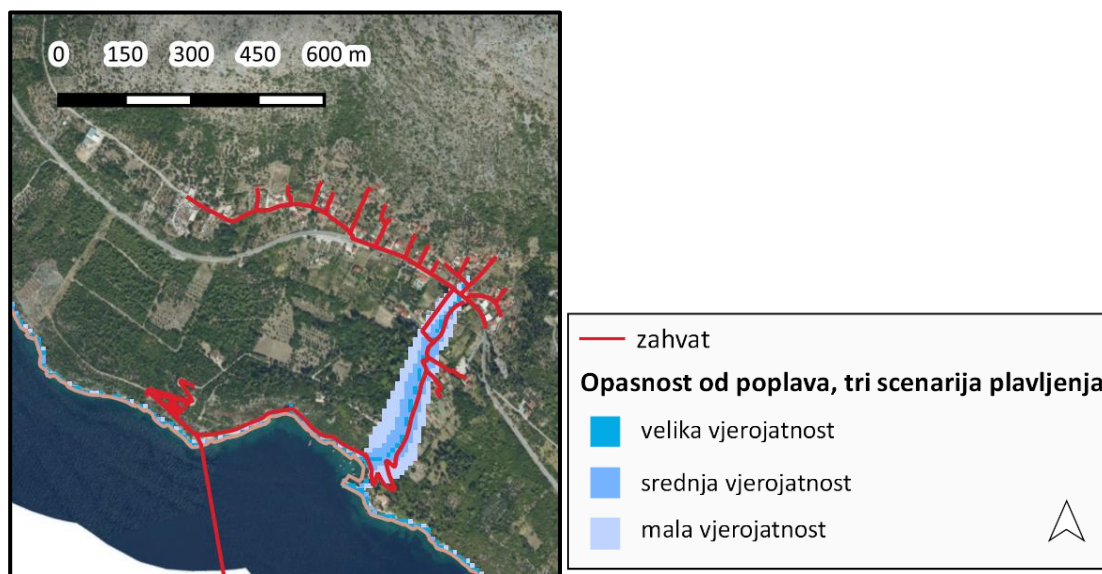 0 150 300 450 600 m
zahvat
Opasnost od poplava, tri scenarija plavljenja
velika vjerojatnost
srednja vjerojatnost
mala vjerojatnost